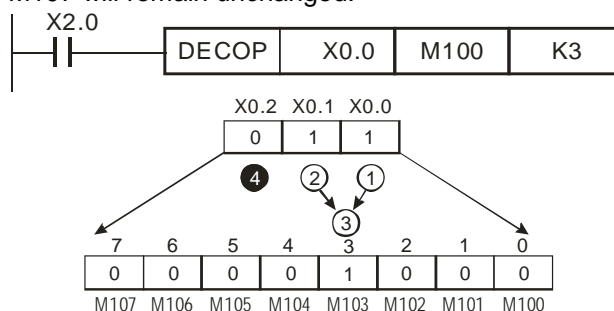 M107 will remain unchanged.
X2.0
DECOP X0.0 M100 K3
X0.2 X0.1 X0.0
0 1 1
4 2 1
3
7 6 5 4 3 2 1 0
0 0 0 0 1 0 0 0
M107 M106 M105 M104 M103 M102 M101 M100